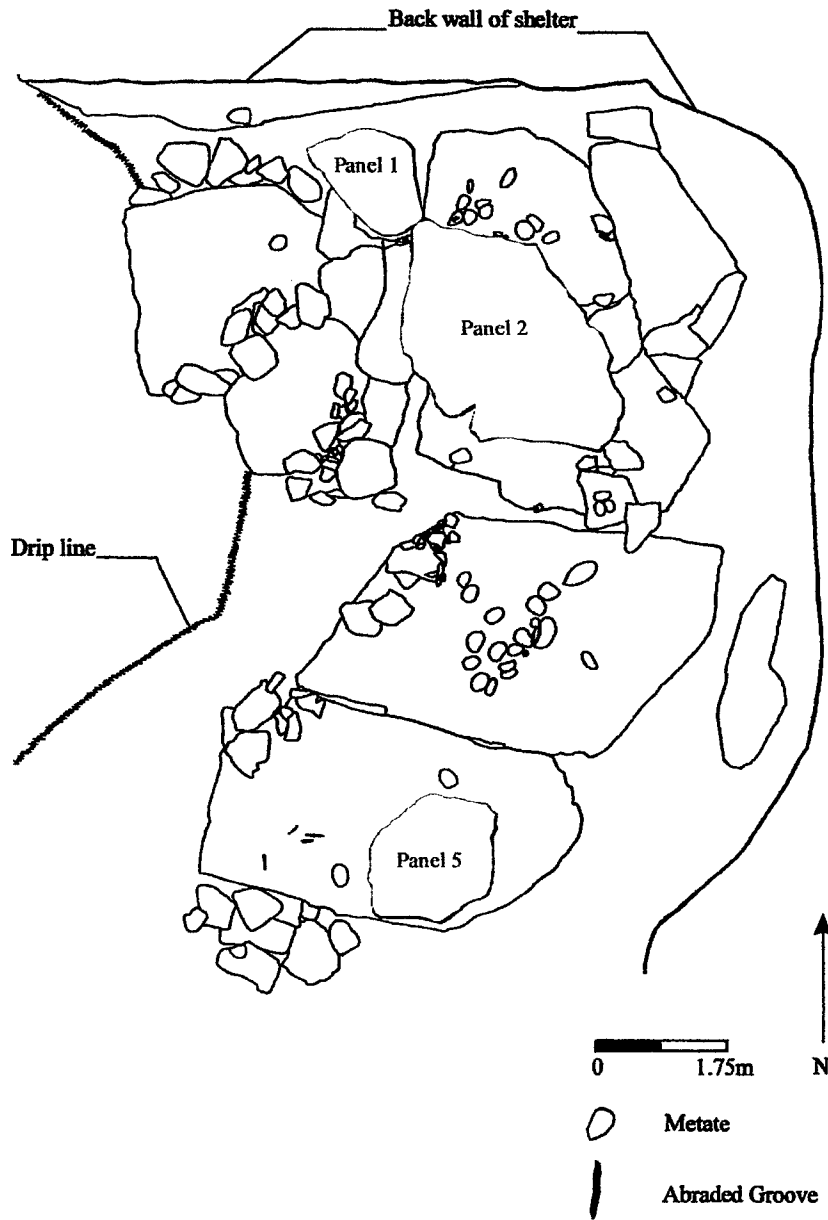 Back wall of shelter
Panel 1
Panel 2
Drip line
Panel 5
0 1.75m
N
Metate
Abraded Groove